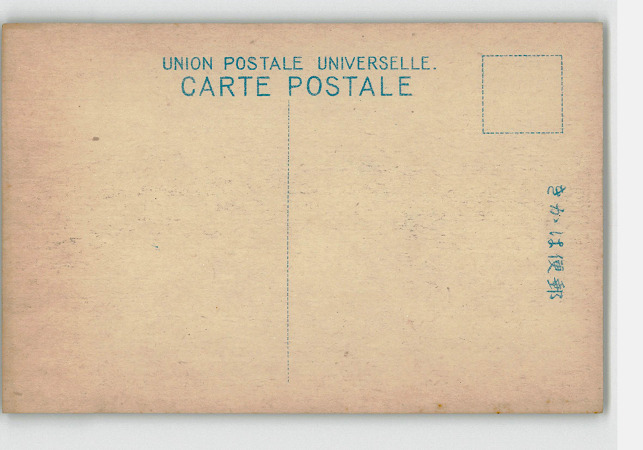 UNION POSTALE UNIVERSELLE.
CARTE POSTALE
きかは便郵